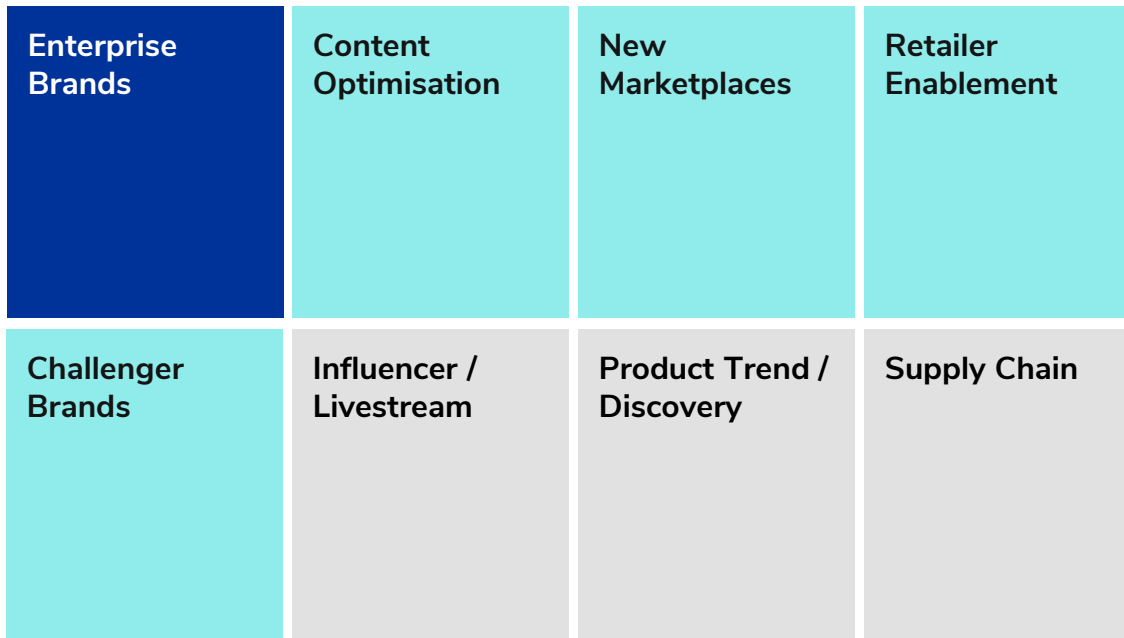 Enterprise
Brands
Content
Optimisation
New
Marketplaces
Retailer
Enablement
Challenger
Brands
Influencer /
Livestream
Product Trend /
Discovery
Supply Chain